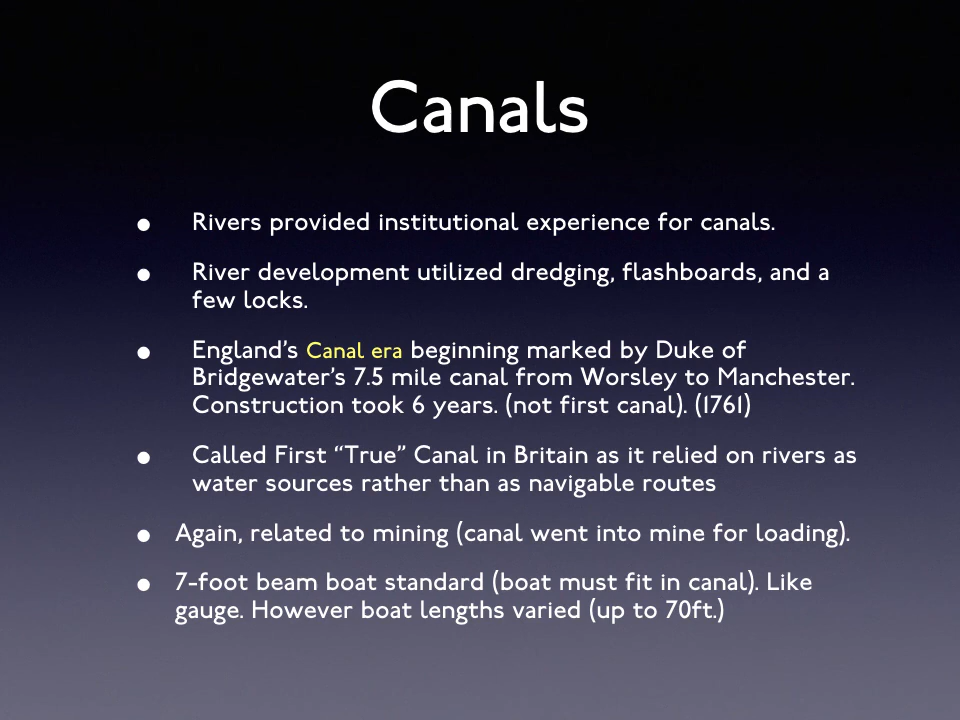 Canals
• Rivers provided institutional experience for canals.
• River development utilized dredging, flashboards, and a
few locks.
• England’s Canal era beginning marked by Duke of
Bridgewater’s 7.5 mile canal from Worsley to Manchester.
Construction took 6 years. (not first canal). (1761)
• Called First “True” Canal in Britain as it relied on rivers as
water sources rather than as navigable routes
• Again, related to mining (canal went into mine for loading).
• 7-foot beam boat standard (boat must fit in canal). Like
gauge. However boat lengths varied (up to 70ft.)